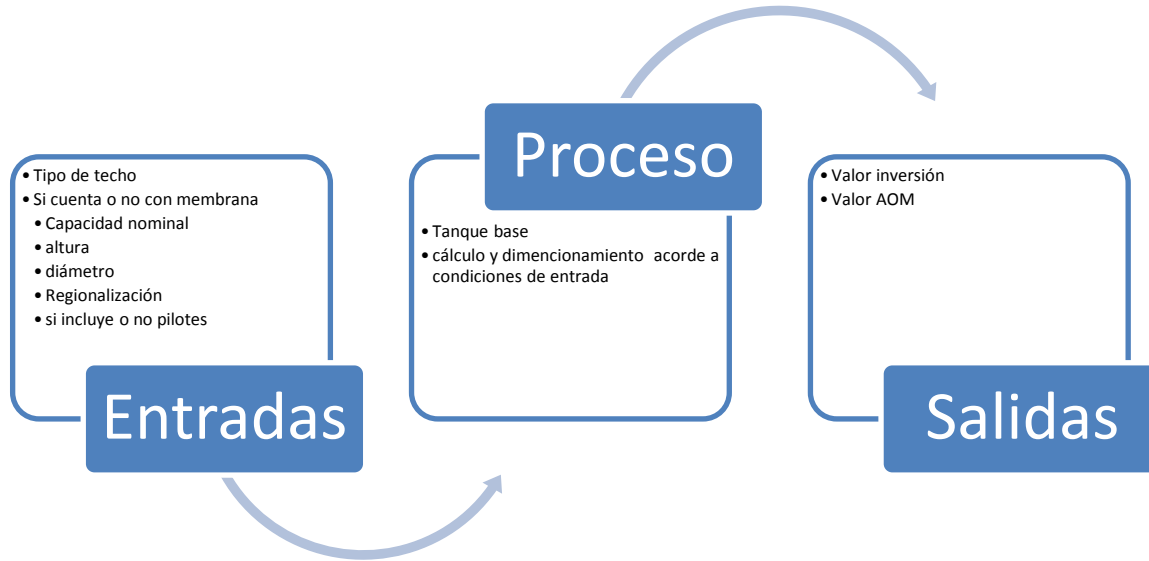 • Tipo de techo
• Si cuenta o no con membrana
• Capacidad nominal
• altura
• diámetro
• Regionalización
• si incluye o no pilotes
Entradas
Proceso
• Tanque base
• cálculo y dimencionamiento acorde a
condiciones de entrada
• Valor inversión
• Valor AOM
Salidas